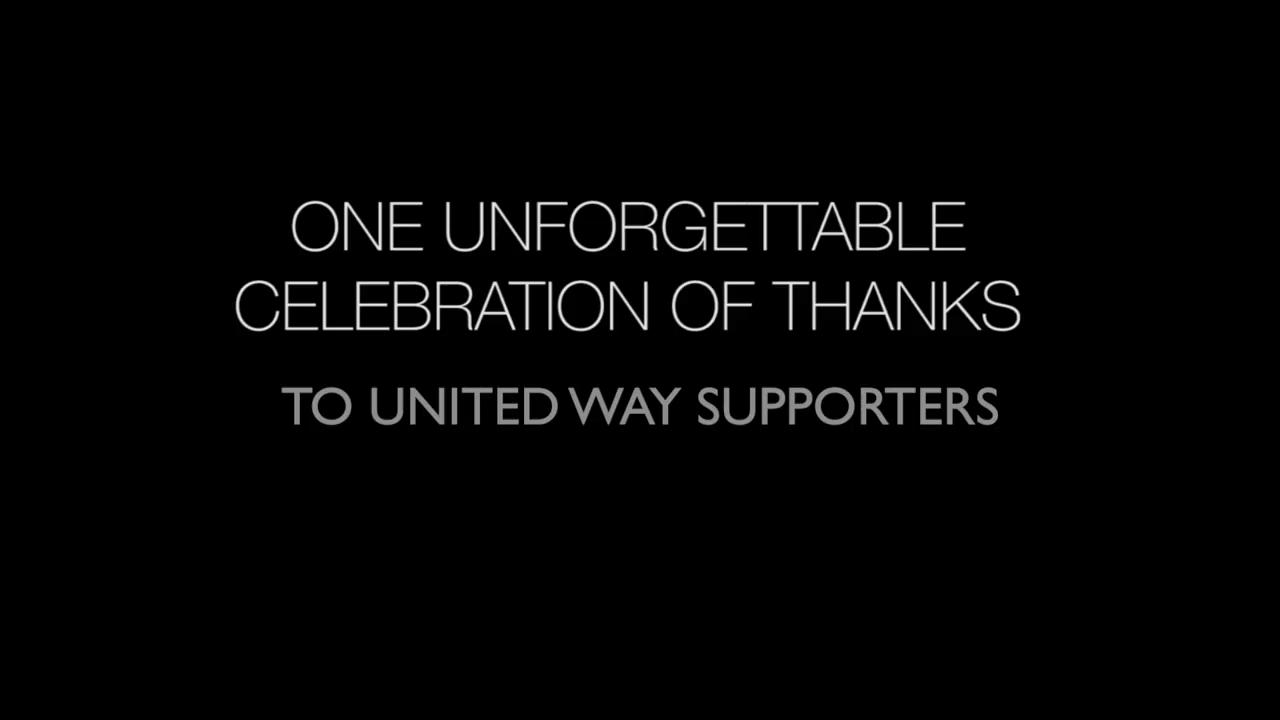 ONE UNFORGETTABLE
CELEBRATION OF THANKS
TO UNITED WAY SUPPORTERS